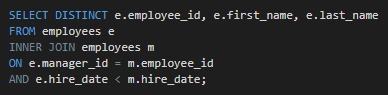 SELECT DISTINCT e.employee_id, e.first_name, e.last_name
FROM employees e
INNER JOIN employees m
ON e.manager_id = m.employee_id
AND e.hire_date < m.hire_date;